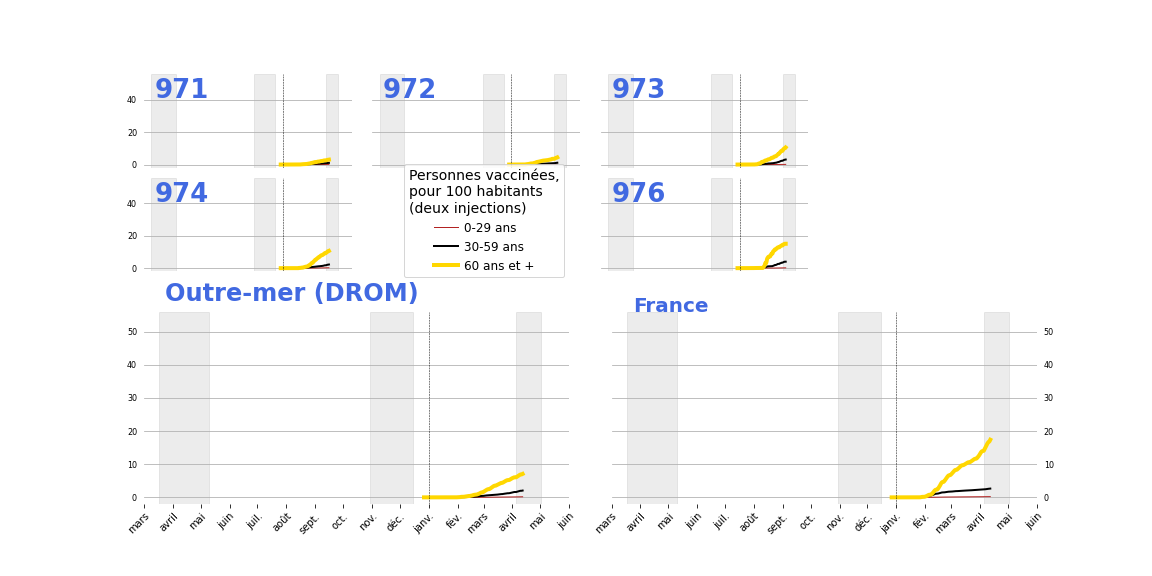 971
972
973
40
20
0
Personnes vaccinées,
pour 100 habitants
(deux injections)
0-29 ans
30-59 ans
60 ans et +
974
976
40
20
0
Outre-mer (DROM)
France
50
40
30
20
10
0
50
40
30
20
10
0
mars avril mai juin juil. août sept. oct. nov. déc. janv. fév. mars avril mai juin
mars avril mai juin juil. août sept. oct. nov. déc. janv. fév. mars avril mai juin